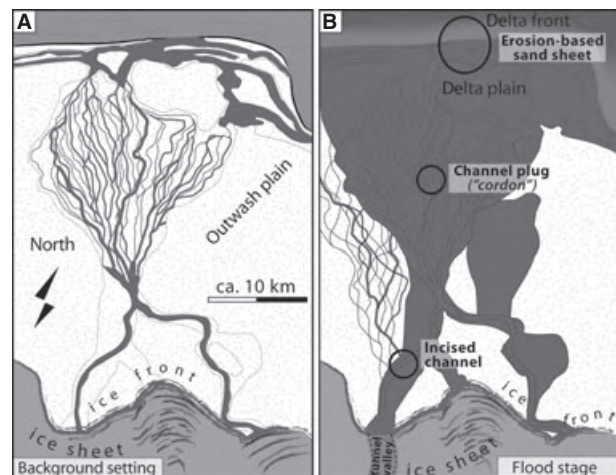 A
Outwash plain
North
ca. 10 km
ice front
ice sheet
Background setting
B
Delta front
Erosion-based
sand sheet
Delta plain
Channel plug
("cordon")
Incised
channel
ice front
tunnel
valley
ice sheet
Flood stage